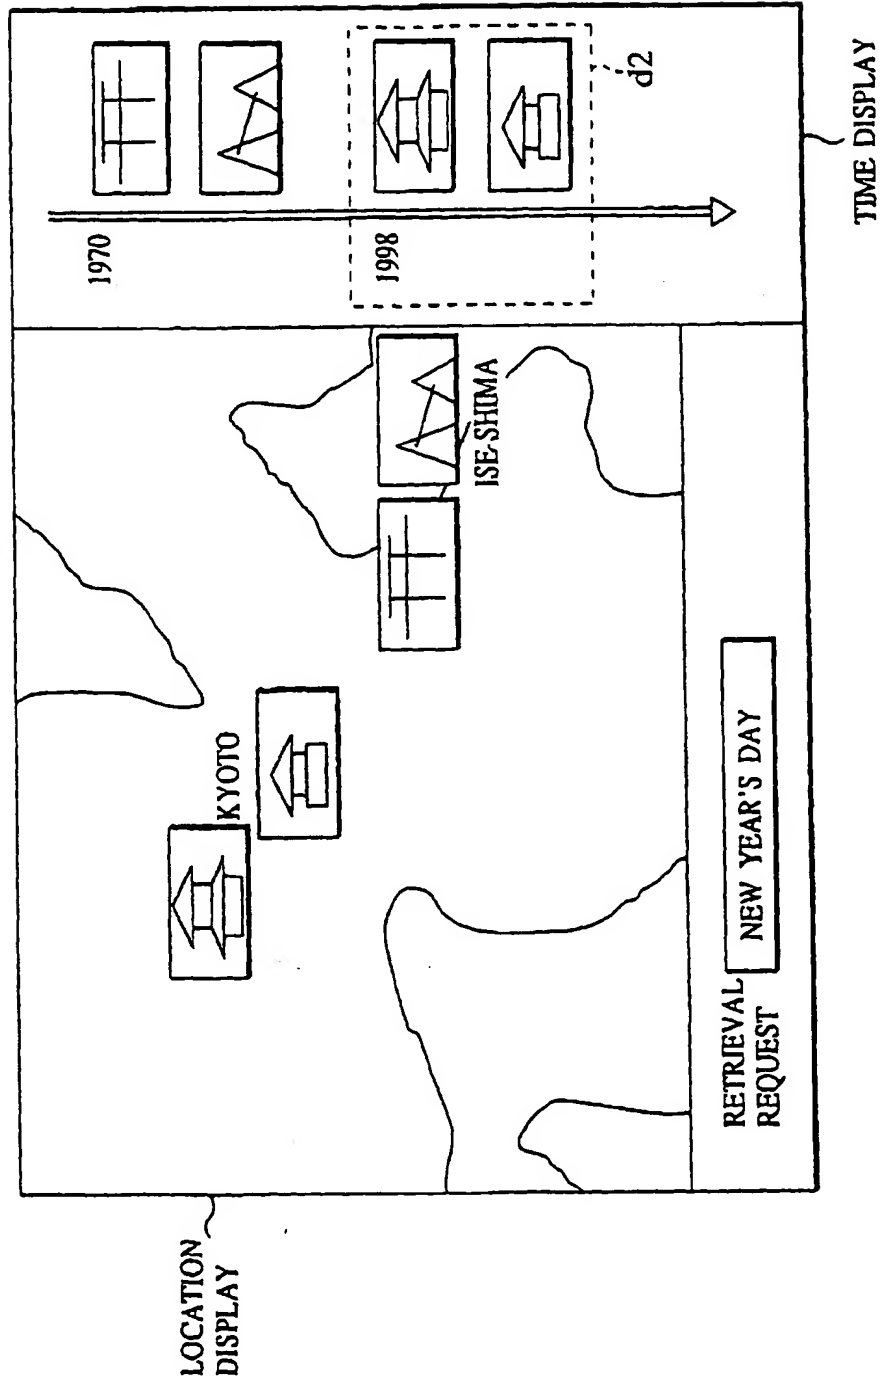 LOCATION
DISPLAY
KYOTO
ISE-SHIMA
1970
1998
d2
RETRIEVAL
REQUEST
NEW YEAR'S DAY
TIME DISPLAY